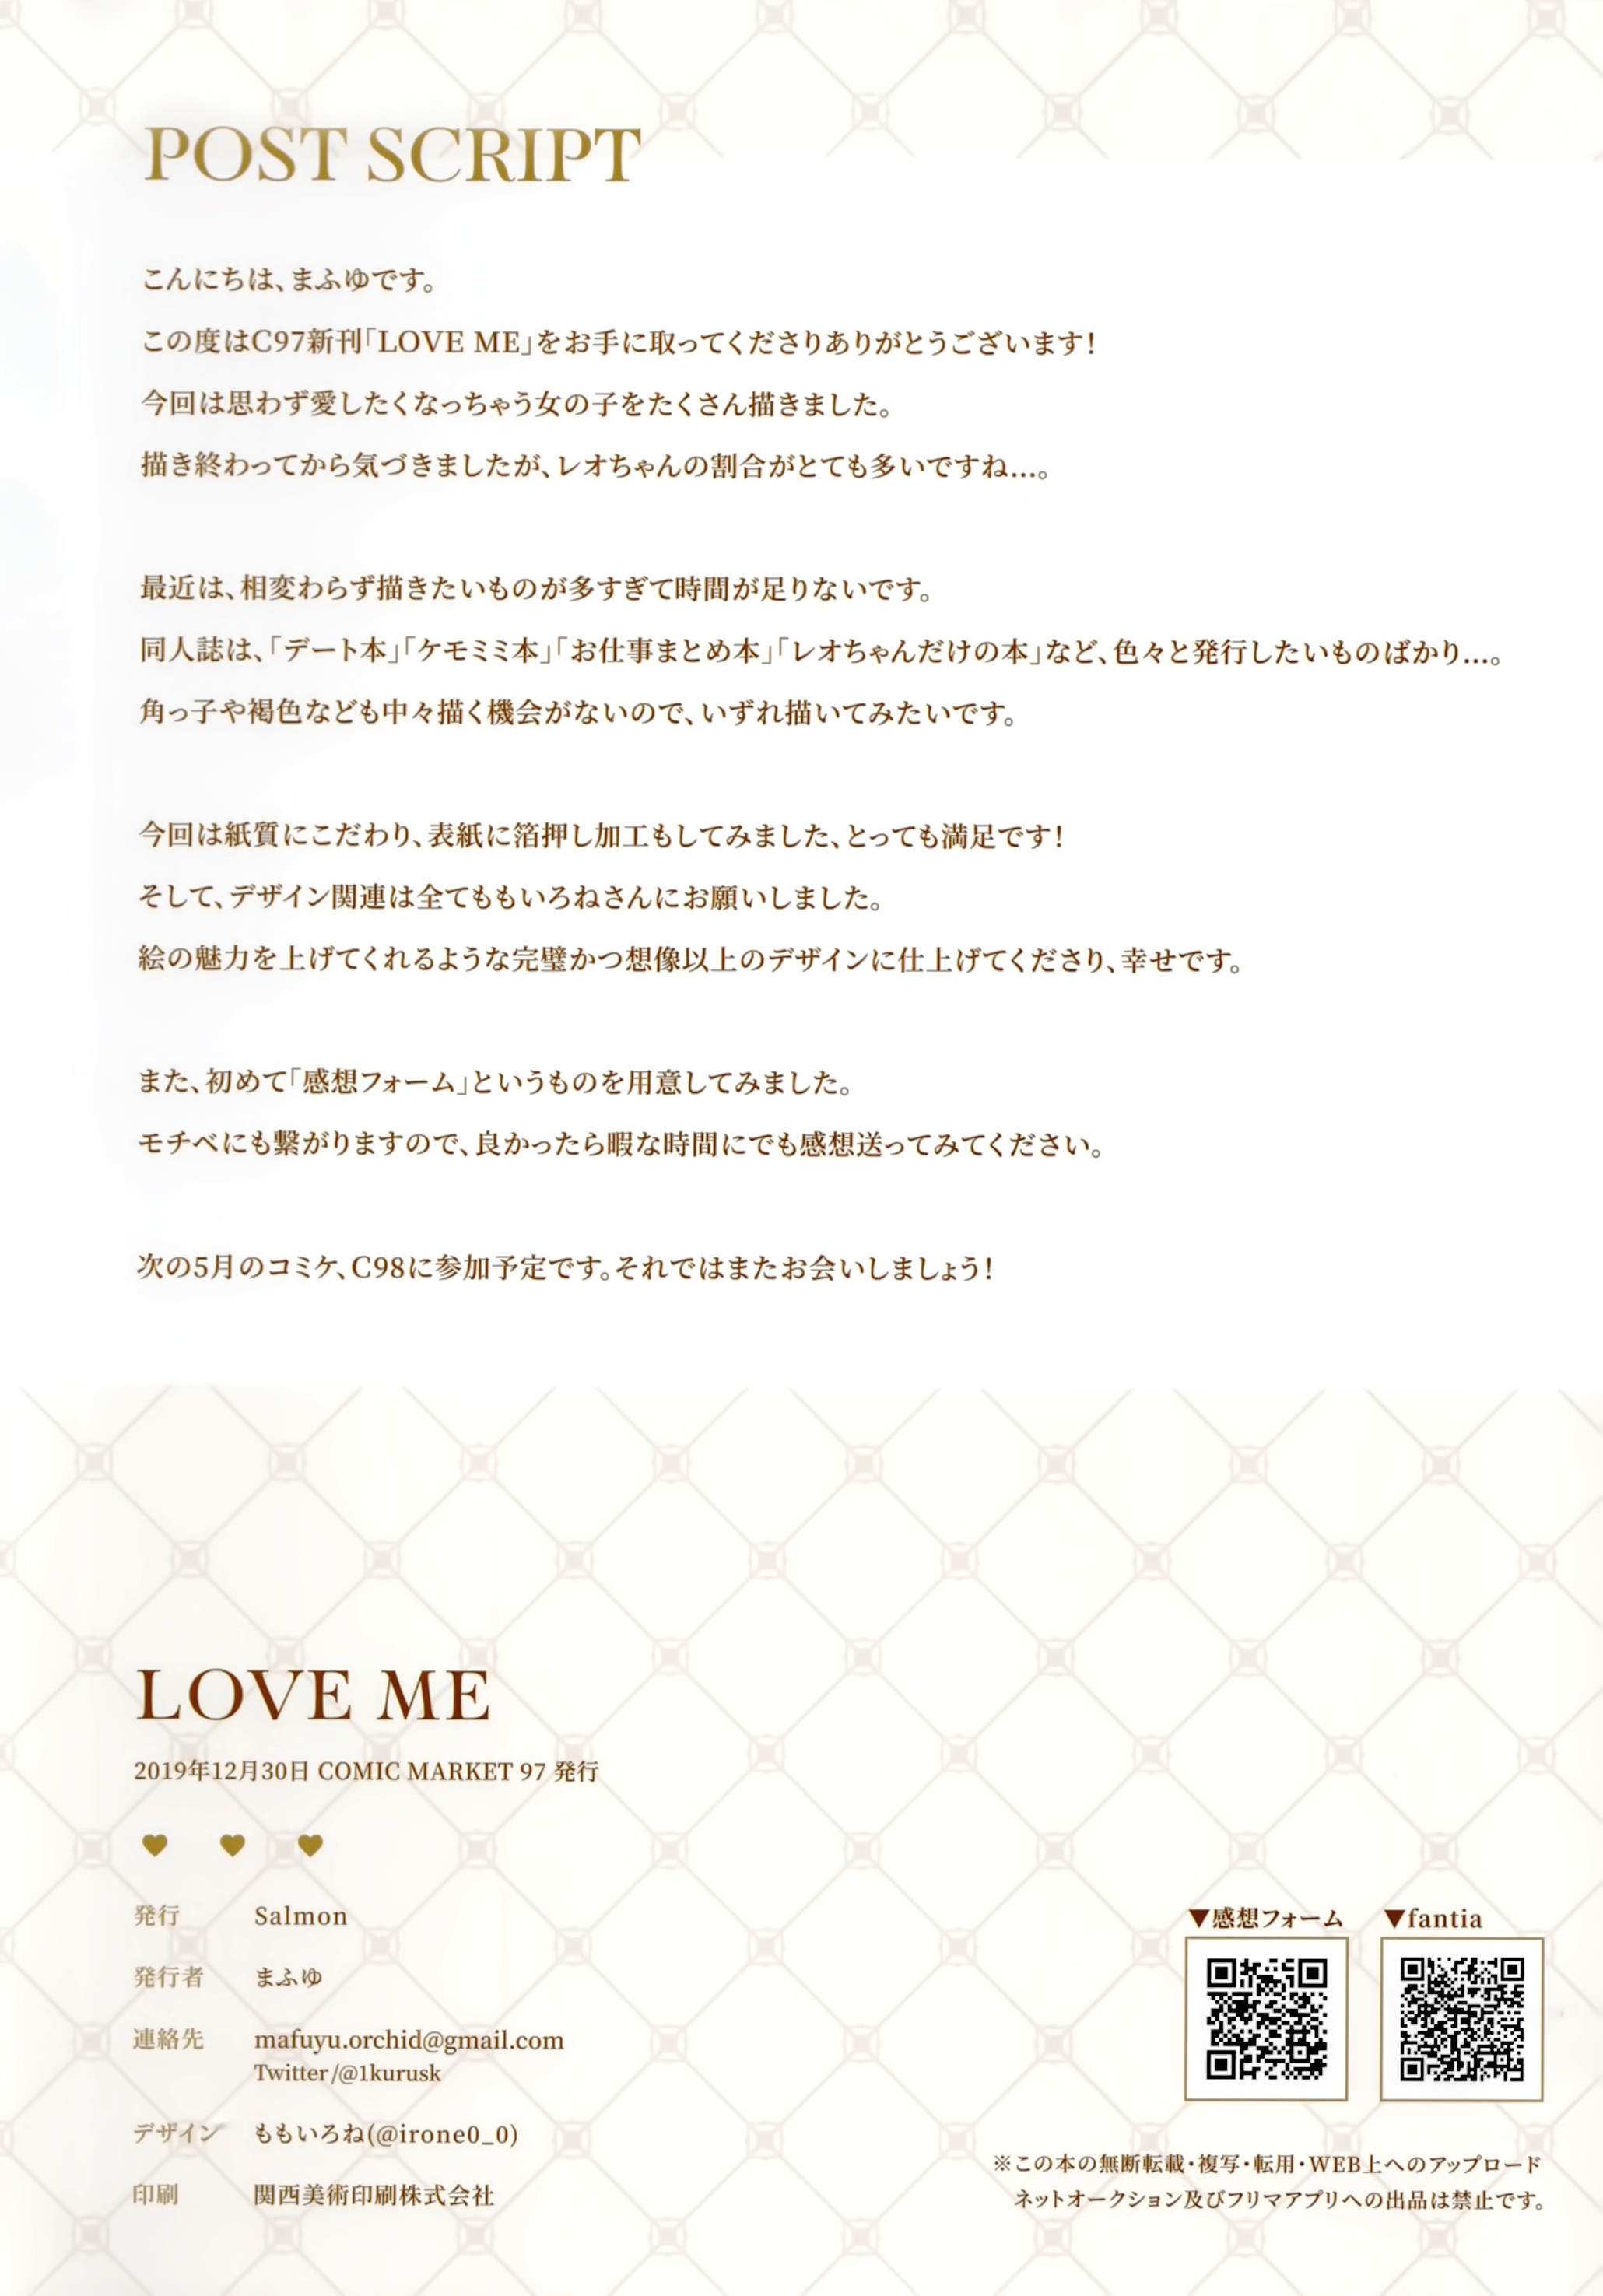 POST SCRIPT
こんにちは、まふゆです。
この度はC97新刊「LOVE ME」をお手に取ってくださりありがとうございます！
今回は思わず愛したくなっちゃう女の子をたくさん描きました。
描き終わってから気づきましたが、レオちゃんの割合がとても多いですね…。
最近は、相変わらず描きたいものが多すぎて時間が足りないです。
同人誌は、「デート本」「ケモミミ本」「お仕事まとめ本」「レオちゃんだけの本」など、色々と発行したいものばかり…。
角っ子や褐色なども中々描く機会がないので、いずれ描いてみたいです。
今回は紙質にこだわり、表紙に箔押し加工もしてみました、とっても満足です！
そして、デザイン関連は全てももいろねさんにお願いしました。
絵の魅力を上げてくれるような完璧かつ想像以上のデザインに仕上げてくださり、幸せです。
また、初めて「感想フォーム」というものを用意してみました。
モチベにも繋がりますので、良かったら暇な時間にでも感想送ってみてください。
次の5月のコミケ、C98に参加予定です。それではまたお会いしましょう！
LOVE ME
2019年12月30日 COMIC MARKET 97 発行
発行 Salmon
発行者 まふゆ
連絡先 mafuyu.orchid@gmail.com
Twitter/@1kurusk
デザイン ももいろね(@irone0_0)
印刷 関西美術印刷株式会社
▼感想フォーム ▼fantia
※この本の無断転載・複写・転用・WEB上へのアップロード
ネットオークション及びフリマアプリへの出品は禁止です。